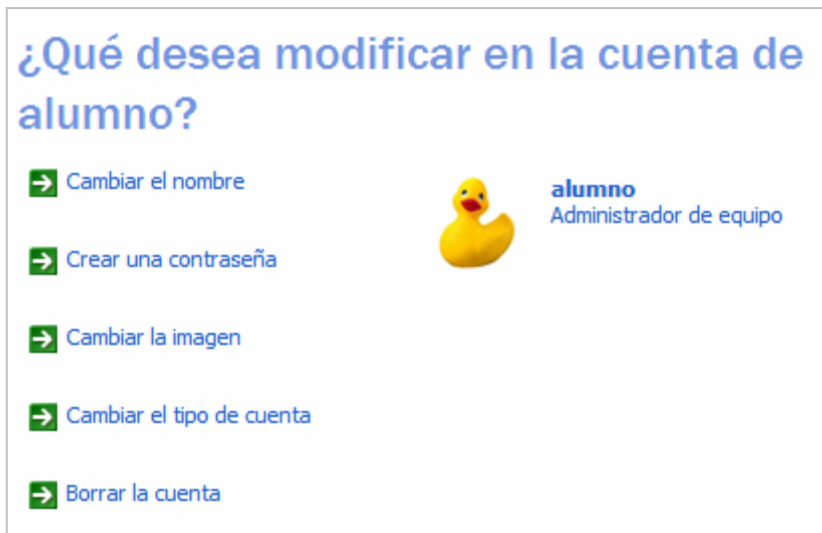 ¿Qué desea modificar en la cuenta de
alumno?
Cambiar el nombre
alumno
Administrador de equipo
Crear una contraseña
Cambiar la imagen
Cambiar el tipo de cuenta
Borrar la cuenta